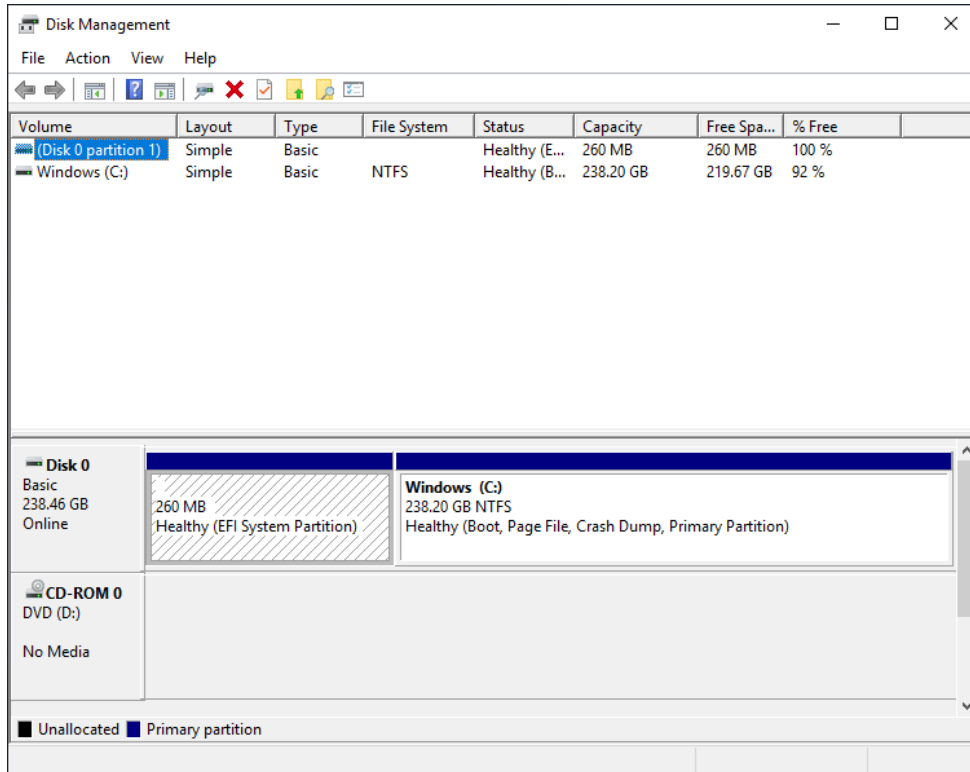 Disk Management
File Action View Help
Volume Layout Type File System Status Capacity Free Spa... % Free
(Disk 0 partition 1) Simple Basic Healthy (E... 260 MB 260 MB 100 %
Windows (C:) Simple Basic NTFS Healthy (B... 238.20 GB 219.67 GB 92 %
Disk 0
Basic
238.46 GB
Online
260 MB
Healthy (EFI System Partition)
Windows (C:)
238.20 GB NTFS
Healthy (Boot, Page File, Crash Dump, Primary Partition)
CD-ROM 0
DVD (D:)
No Media
Unallocated Primary partition